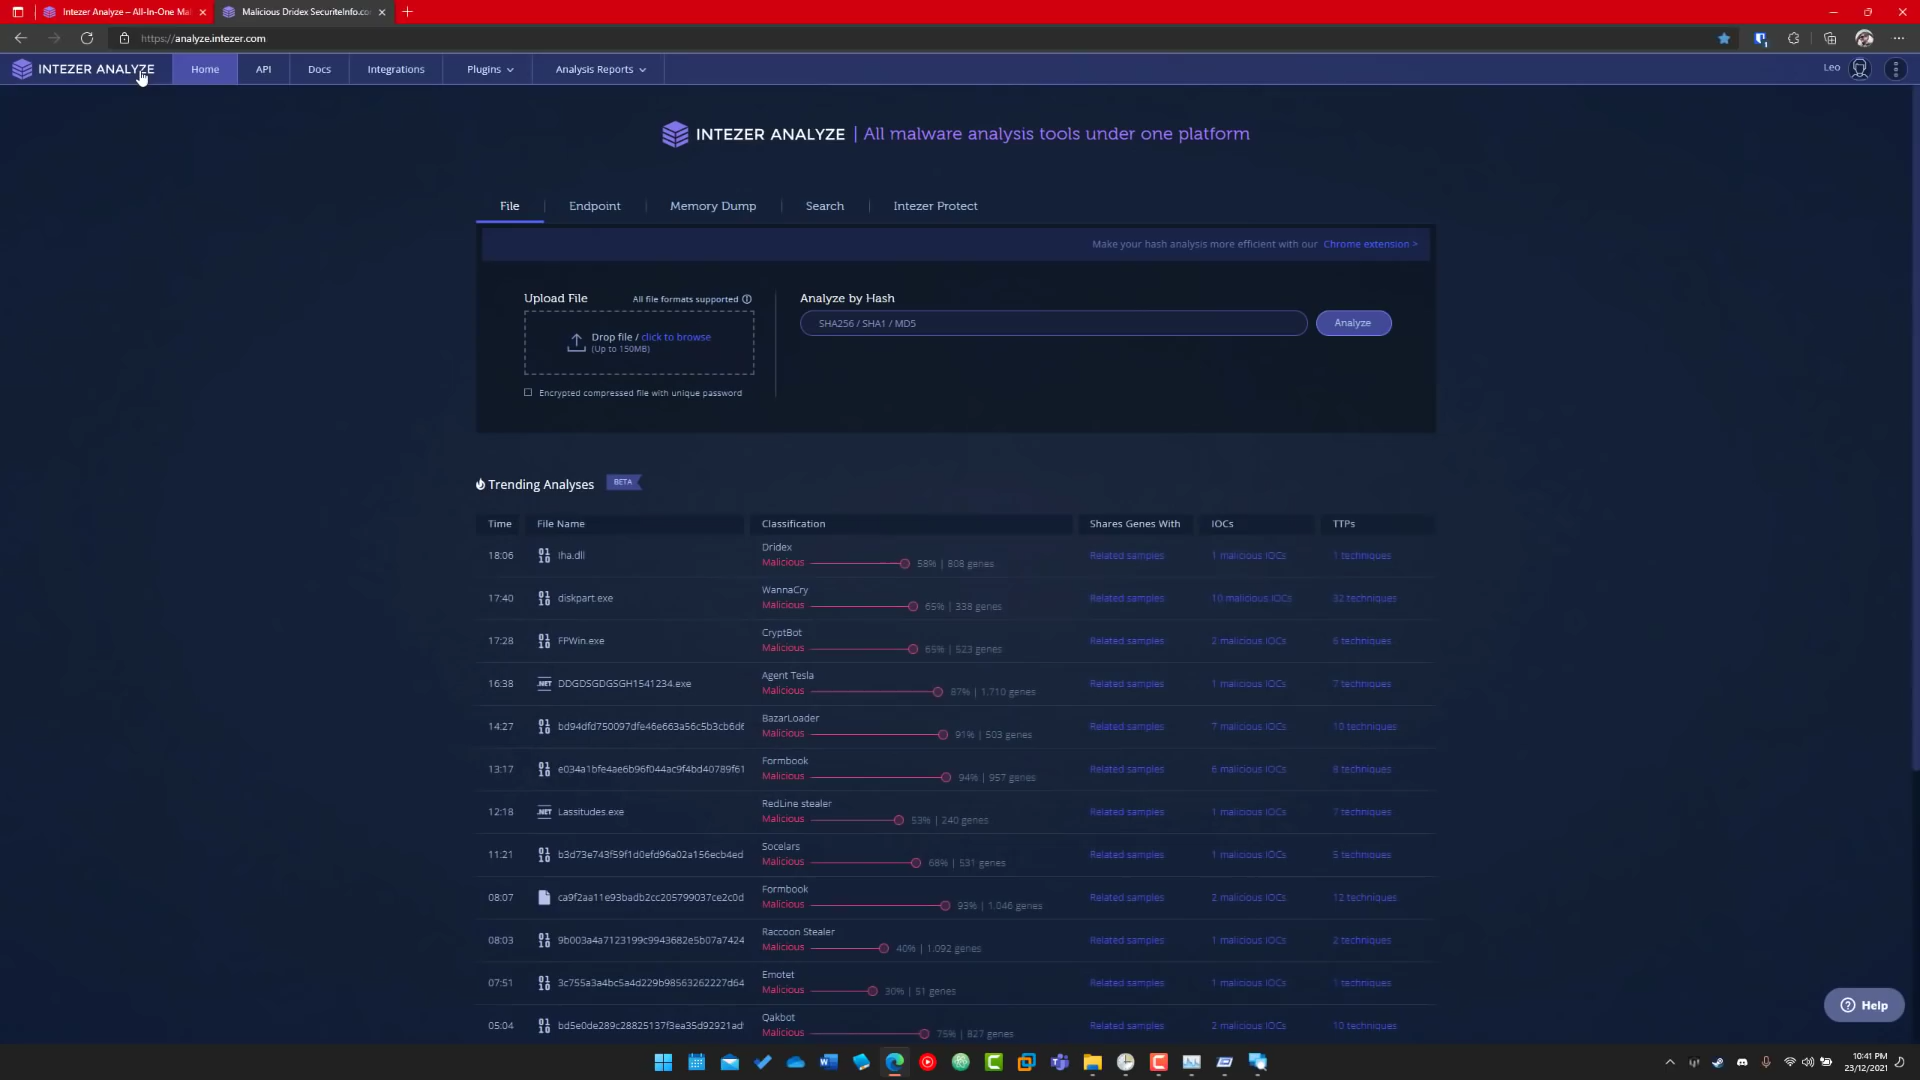 Intezer Analyze – All-In-One Mal
Malicious Dridex SecuriteInfo.co
https://analyze.intezer.com
INTEZER ANALYZE
Home
API
Docs
Integrations
Plugins
Analysis Reports
Leo
INTEZER ANALYZE | All malware analysis tools under one platform
File
Endpoint
Memory Dump
Search
Intezer Protect
Make your hash analysis more efficient with our Chrome extension >
Upload File
All file formats supported
Drop file / click to browse
(Up to 150MB)
Encrypted compressed file with unique password
Analyze by Hash
SHA256 / SHA1 / MD5
Analyze
Trending Analyses BETA
Time File Name Classification Shares Genes With IOCs TTPs
Dridex
18:06 lha.dll Malicious 58% | 808 genes Related samples 1 malicious IOCs 1 techniques
WannaCry
17:40 diskpart.exe Malicious 65% | 338 genes Related samples 10 malicious IOCs 32 techniques
CryptBot
17:28 FPWin.exe Malicious 65% | 523 genes Related samples 2 malicious IOCs 6 techniques
Agent Tesla
16:38 .NET DDGDSGDGSGH1541234.exe Malicious 87% | 1,710 genes Related samples 1 malicious IOCs 7 techniques
BazarLoader
14:27 bd94dfd750097dfe46e663a56c5b3cb6d6 Malicious 91% | 503 genes Related samples 7 malicious IOCs 10 techniques
Formbook
13:17 e034a1bfe4ae6b96f044ac9f4bd40789f61 Malicious 94% | 957 genes Related samples 6 malicious IOCs 8 techniques
RedLine stealer
12:18 .NET Lassitudes.exe Malicious 53% | 240 genes Related samples 1 malicious IOCs 7 techniques
Socelars
11:21 b3d73e743f59f1d0efd96a02a156ecb4ed Malicious 68% | 531 genes Related samples 1 malicious IOCs 5 techniques
Formbook
08:07 ca9f2aa11e93badb2cc205799037ce2c0d Malicious 93% | 1,046 genes Related samples 2 malicious IOCs 12 techniques
Raccoon Stealer
08:03 9b003a4a7123199c9943682e5b07a7424 Malicious 40% | 1,092 genes Related samples 1 malicious IOCs 2 techniques
Emotet
07:51 3c755a3a4bc5a4d229b98563262227d64 Malicious 30% | 51 genes Related samples 1 malicious IOCs 1 techniques
Qakbot
05:04 bd5e0de289c28825137f3ea35d92921ad Malicious 75% | 827 genes Related samples 2 malicious IOCs 10 techniques
Help
10:41 PM
23/12/2021